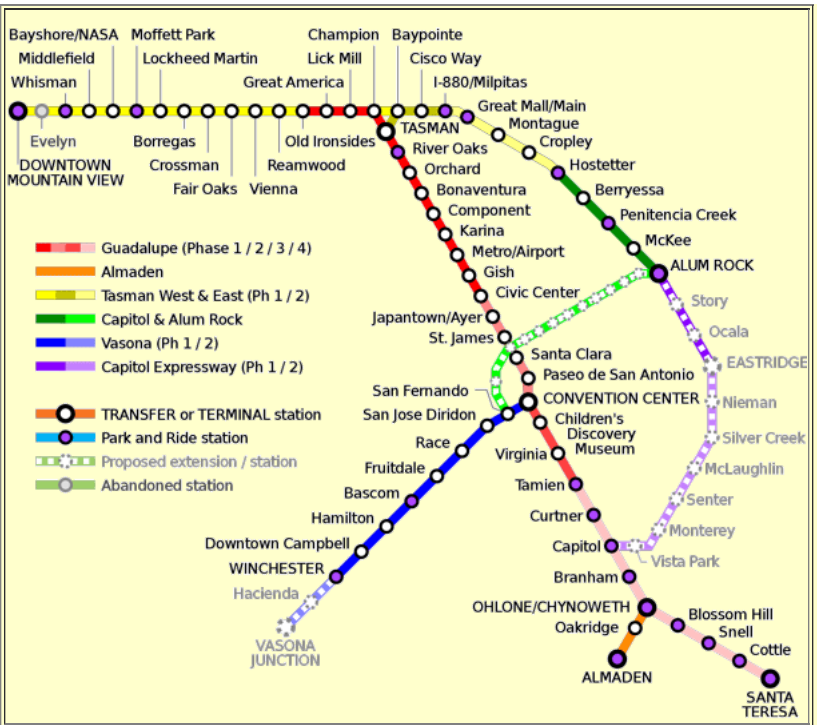 Bayshore/NASA
Moffett Park
Champion
Baypointe
Middlefield
Lockheed Martin
Lick Mill
Cisco Way
Whisman
Great America
I-880/Milpitas
Great Mall/Main
Montague
Cropley
Hostetter
Berryessa
Penitencia Creek
McKee
ALUM ROCK
Evelyn
DOWNTOWN
MOUNTAIN VIEW
Borregas
Crossman
Fair Oaks
Vienna
Reamwood
Old Ironsides
TASMAN
River Oaks
Orchard
Bonaventura
Component
Karina
Metro/Airport
Gish
Civic Center
Japantown/Ayer
St. James
Santa Clara
Paseo de San Antonio
CONVENTION CENTER
Children's
Discovery
Museum
Virginia
Tamien
Curtner
Capitol
Branham
OHLONE/CHYNOWETH
Oakridge
ALMADEN
Blossom Hill
Snell
Cottle
SANTA
TERESA
Story
Ocala
EASTRIDGE
Nieman
Silver Creek
McLaughlin
Senter
Monterey
Vista Park
San Fernando
San Jose Diridon
Race
Fruitdale
Bascom
Hamilton
Downtown Campbell
WINCHESTER
Hacienda
VASONA
JUNCTION
Guadalupe (Phase 1 / 2 / 3 / 4)
Almaden
Tasman West & East (Ph 1 / 2)
Capitol & Alum Rock
Vasona (Ph 1 / 2)
Capitol Expressway (Ph 1 / 2)
TRANSFER or TERMINAL station
Park and Ride station
Proposed extension / station
Abandoned station